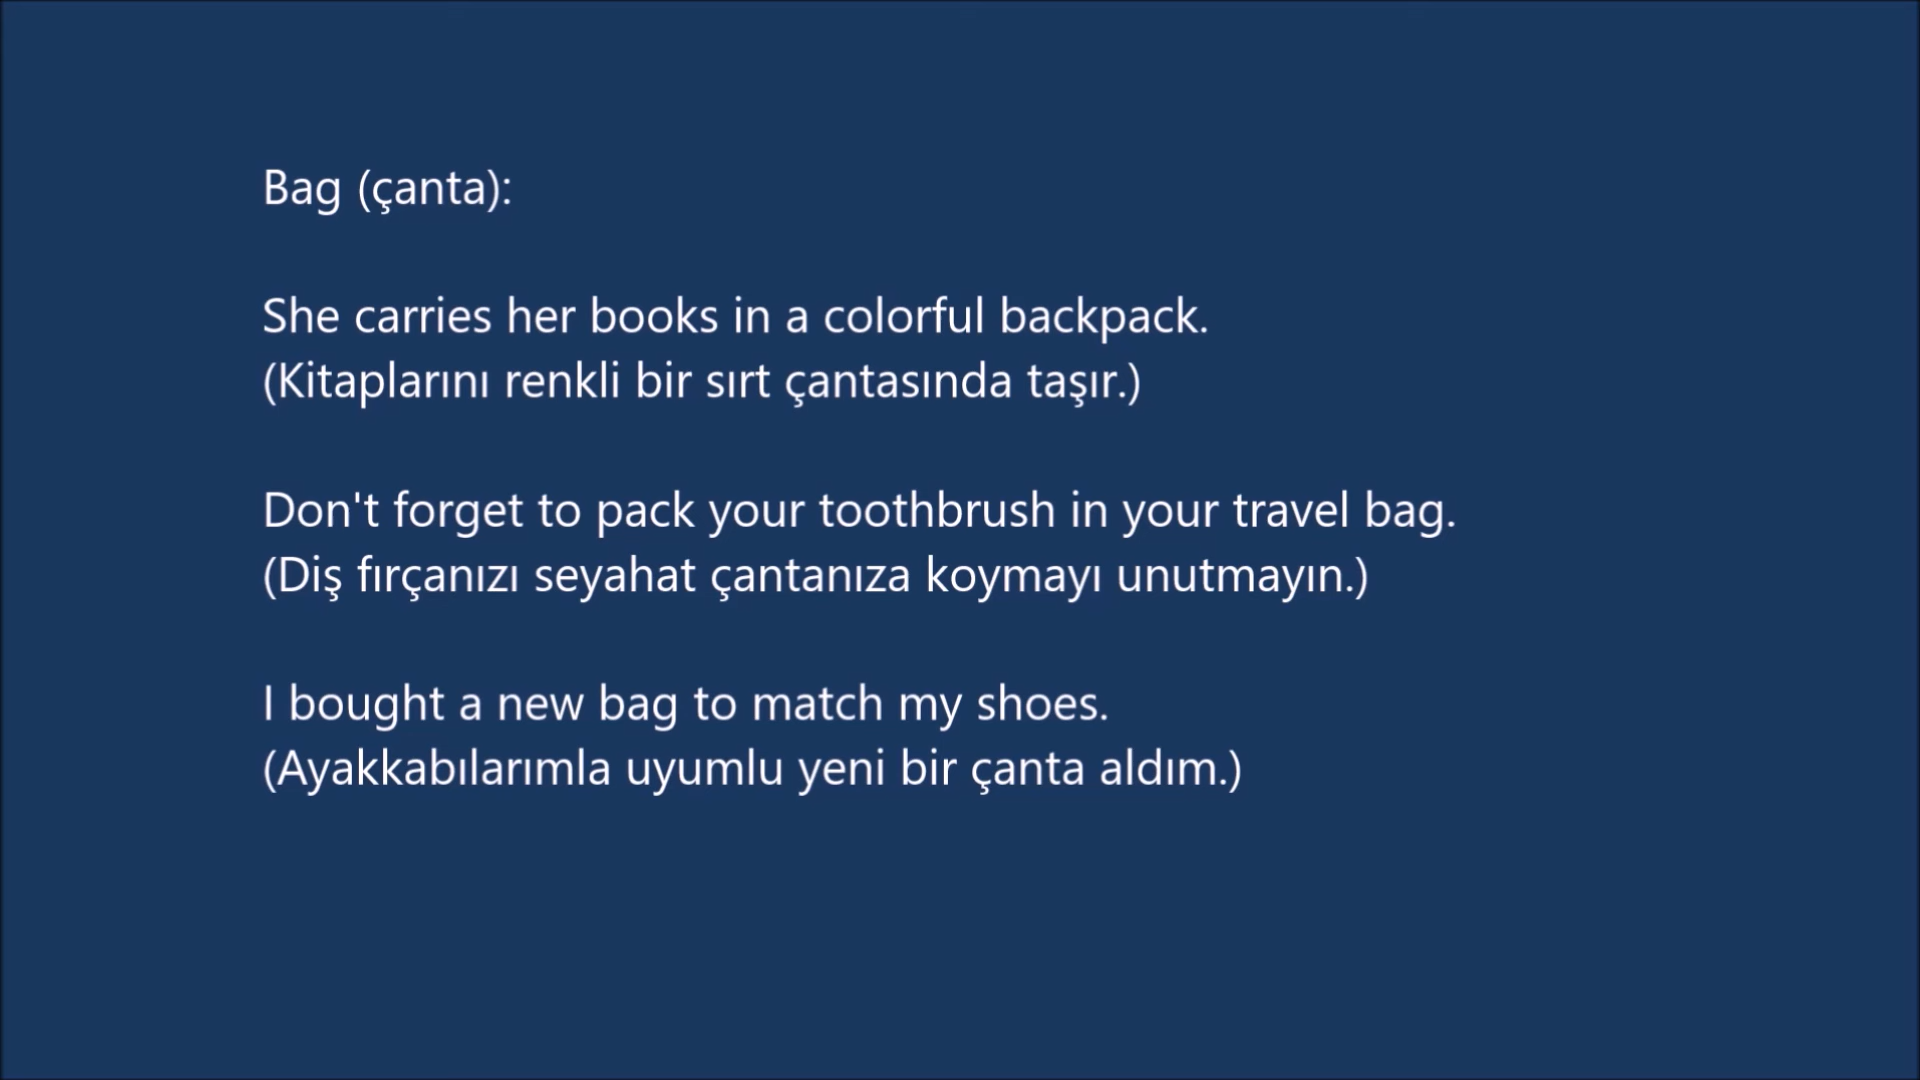 Bag (çanta):
She carries her books in a colorful backpack.
(Kitaplarını renkli bir sırt çantasında taşır.)
Don't forget to pack your toothbrush in your travel bag.
(Diş fırçanızı seyahat çantanıza koymayı unutmayın.)
I bought a new bag to match my shoes.
(Ayakkabılarımla uyumlu yeni bir çanta aldım.)